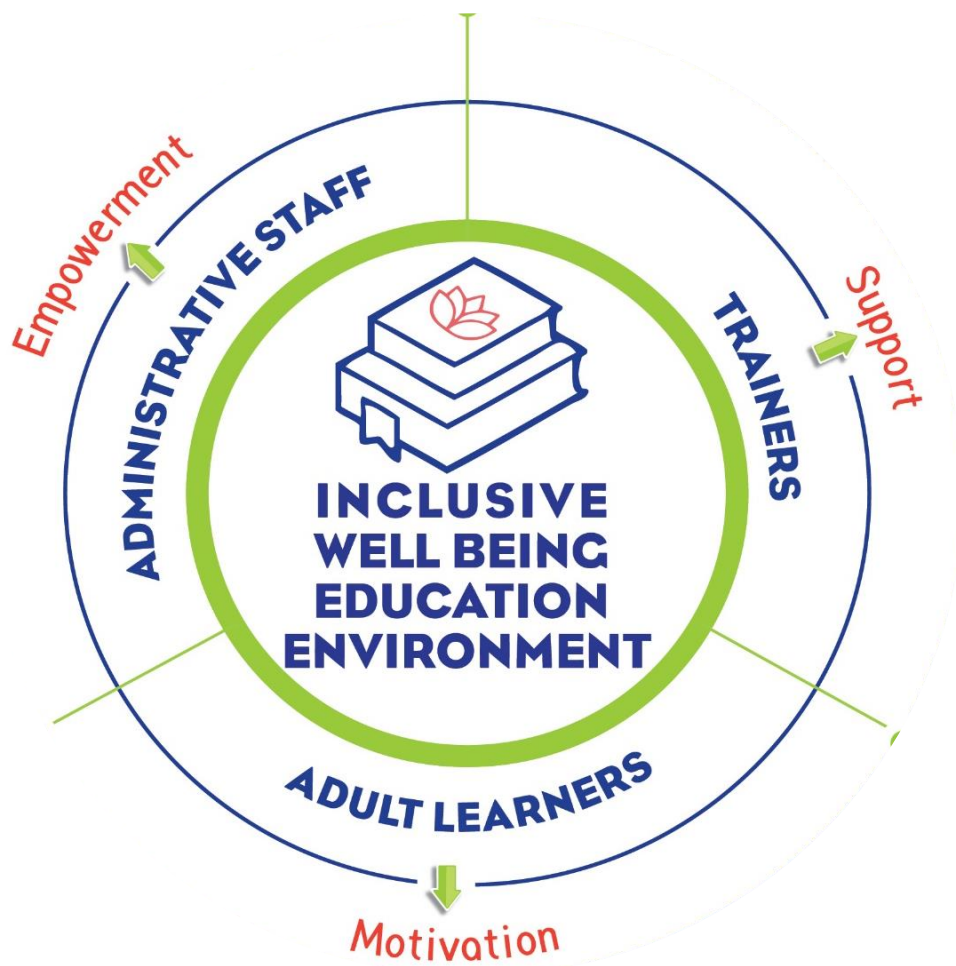 Empowerment
ADMINISTRATIVE STAFF
Support
TRAINERS
INCLUSIVE
WELL BEING
EDUCATION
ENVIRONMENT
ADULT LEARNERS
Motivation